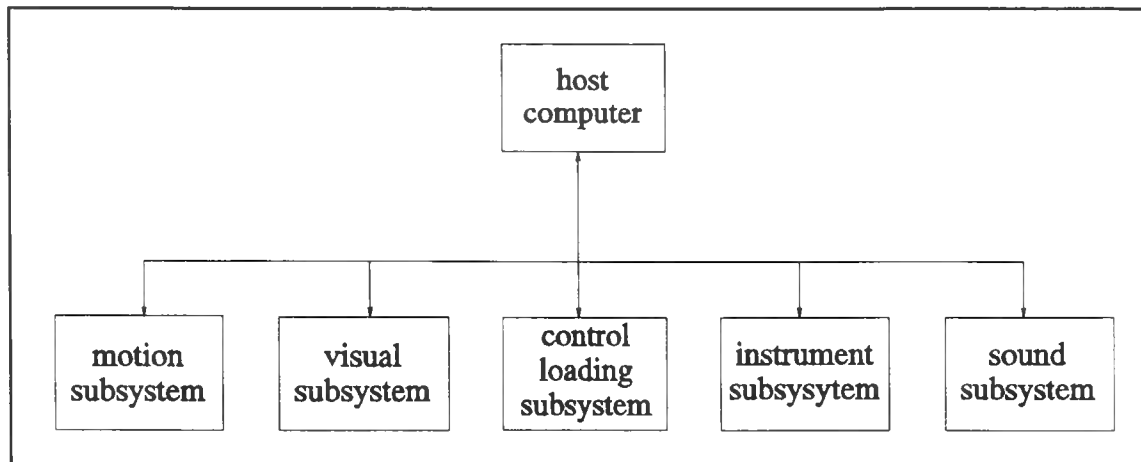 host
computer
motion
subsystem
visual
subsystem
control
loading
subsystem
instrument
subsysytem
sound
subsystem